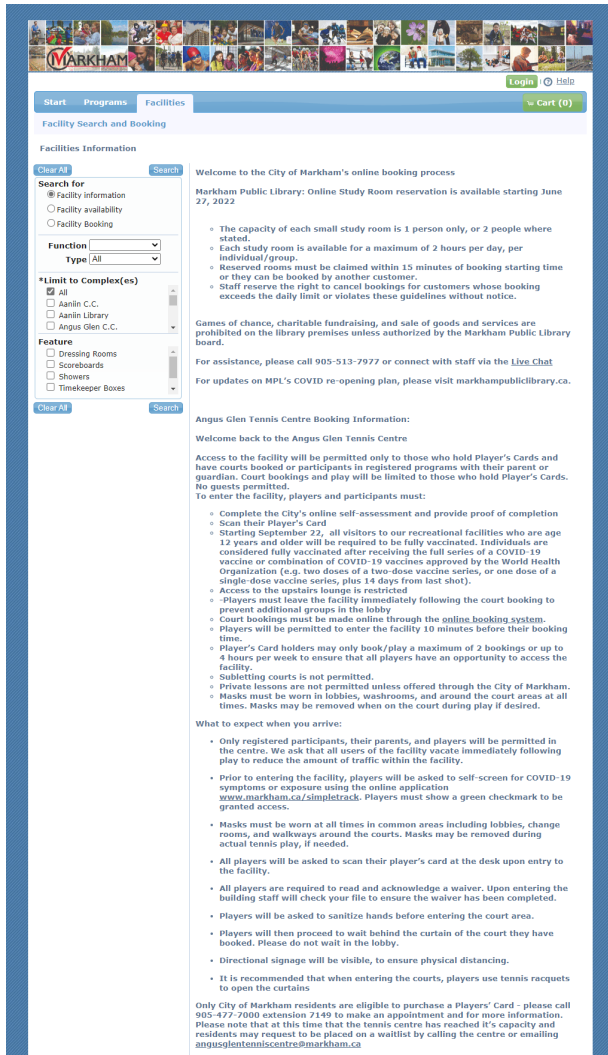 MARKHAM
Login | ? Help
Start Programs Facilities Cart (0)
Facility Search and Booking
Facilities Information
Clear All Search
Search for
Facility information
Facility availability
Facility Booking
Function
Type All
*Limit to Complex(es)
All
Aaniin C.C.
Aaniin Library
Angus Glen C.C.
Feature
Dressing Rooms
Scoreboards
Showers
Timekeeper Boxes
Clear All Search
Welcome to the City of Markham's online booking process
Markham Public Library: Online Study Room reservation is available starting June
27, 2022
The capacity of each small study room is 1 person only, or 2 people where
stated.
Each study room is available for a maximum of 2 hours per day, per
individual/group.
Reserved rooms must be claimed within 15 minutes of booking starting time
or they can be booked by another customer.
Staff reserve the right to cancel bookings for customers whose booking
exceeds the daily limit or violates these guidelines without notice.
Games of chance, charitable fundraising, and sale of goods and services are
prohibited on the library premises unless authorized by the Markham Public Library
board.
For assistance, please call 905-513-7977 or connect with staff via the Live Chat
For updates on MPL's COVID re-opening plan, please visit markhampubliclibrary.ca.
Angus Glen Tennis Centre Booking Information:
Welcome back to the Angus Glen Tennis Centre
Access to the facility will be permitted only to those who hold Player's Cards and
have courts booked or participants in registered programs with their parent or
guardian. Court bookings and play will be limited to those who hold Player's Cards.
No guests permitted.
To enter the facility, players and participants must:
Complete the City's online self-assessment and provide proof of completion
Scan their Player's Card
Starting September 22, all visitors to our recreational facilities who are age
12 years and older will be required to be fully vaccinated. Individuals are
considered fully vaccinated after receiving the full series of a COVID-19
vaccine or combination of COVID-19 vaccines approved by the World Health
Organization (e.g. two doses of a two-dose vaccine series, or one dose of a
single-dose vaccine series, plus 14 days from last shot).
Access to the upstairs lounge is restricted
-Players must leave the facility immediately following the court booking to
prevent additional groups in the lobby
Court bookings must be made online through the online booking system.
Players will be permitted to enter the facility 10 minutes before their booking
time.
Player's Card holders may only book/play a maximum of 2 bookings or up to
4 hours per week to ensure that all players have an opportunity to access the
facility.
Subletting courts is not permitted.
Private lessons are not permitted unless offered through the City of Markham.
Masks must be worn in lobbies, washrooms, and around the court areas at all
times. Masks may be removed when on the court during play if desired.
What to expect when you arrive:
Only registered participants, their parents, and players will be permitted in
the centre. We ask that all users of the facility vacate immediately following
play to reduce the amount of traffic within the facility.
Prior to entering the facility, players will be asked to self-screen for COVID-19
symptoms or exposure using the online application
www.markham.ca/simpletrack. Players must show a green checkmark to be
granted access.
Masks must be worn at all times in common areas including lobbies, change
rooms, and walkways around the courts. Masks may be removed during
actual tennis play, if needed.
All players will be asked to scan their player's card at the desk upon entry to
the facility.
All players are required to read and acknowledge a waiver. Upon entering the
building staff will check your file to ensure the waiver has been completed.
Players will be asked to sanitize hands before entering the court area.
Players will then proceed to wait behind the curtain of the court they have
booked. Please do not wait in the lobby.
Directional signage will be visible, to ensure physical distancing.
It is recommended that when entering the courts, players use tennis racquets
to open the curtains
Only City of Markham residents are eligible to purchase a Players' Card - please call
905-477-7000 extension 7149 to make an appointment and for more information.
Please note that at this time that the tennis centre has reached it's capacity and
residents may request to be placed on a waitlist by calling the centre or emailing
angusglentenniscentre@markham.ca